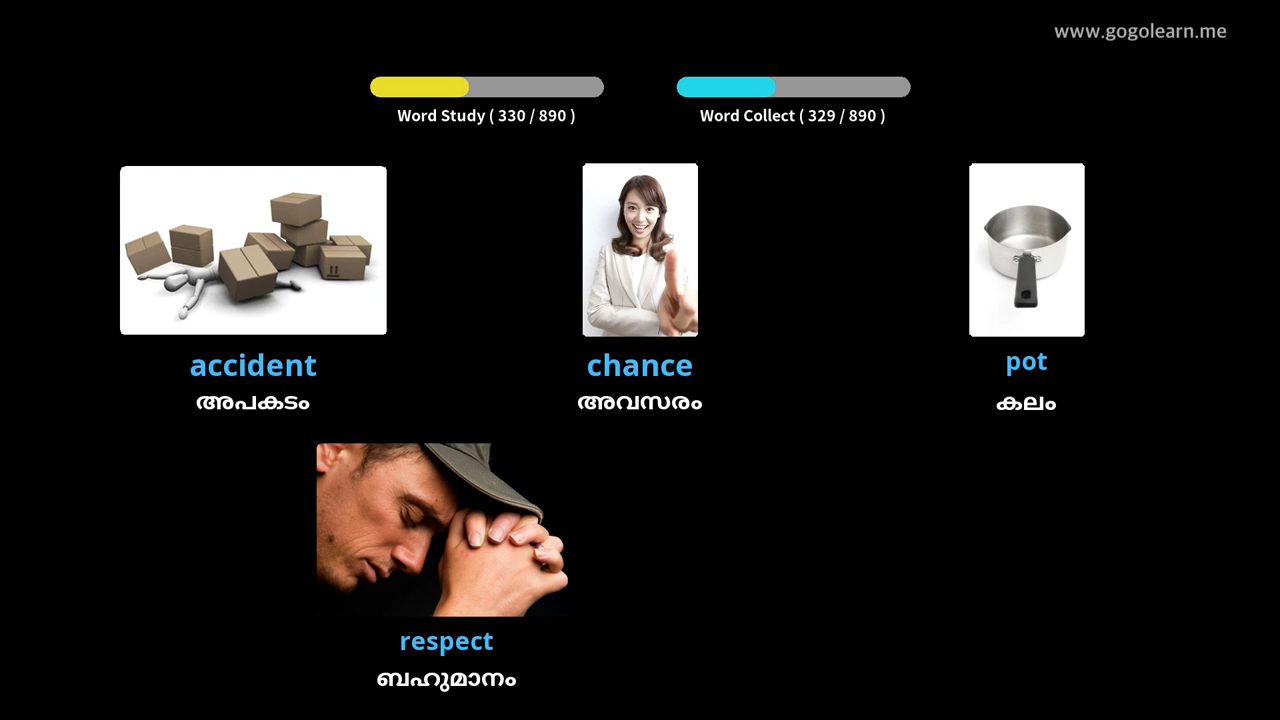 www.gogolearn.me
Word Study ( 330 / 890 )
Word Collect ( 329 / 890 )
accident
അപകടം
chance
അവസരം
pot
കലം
respect
ബഹുമാനം